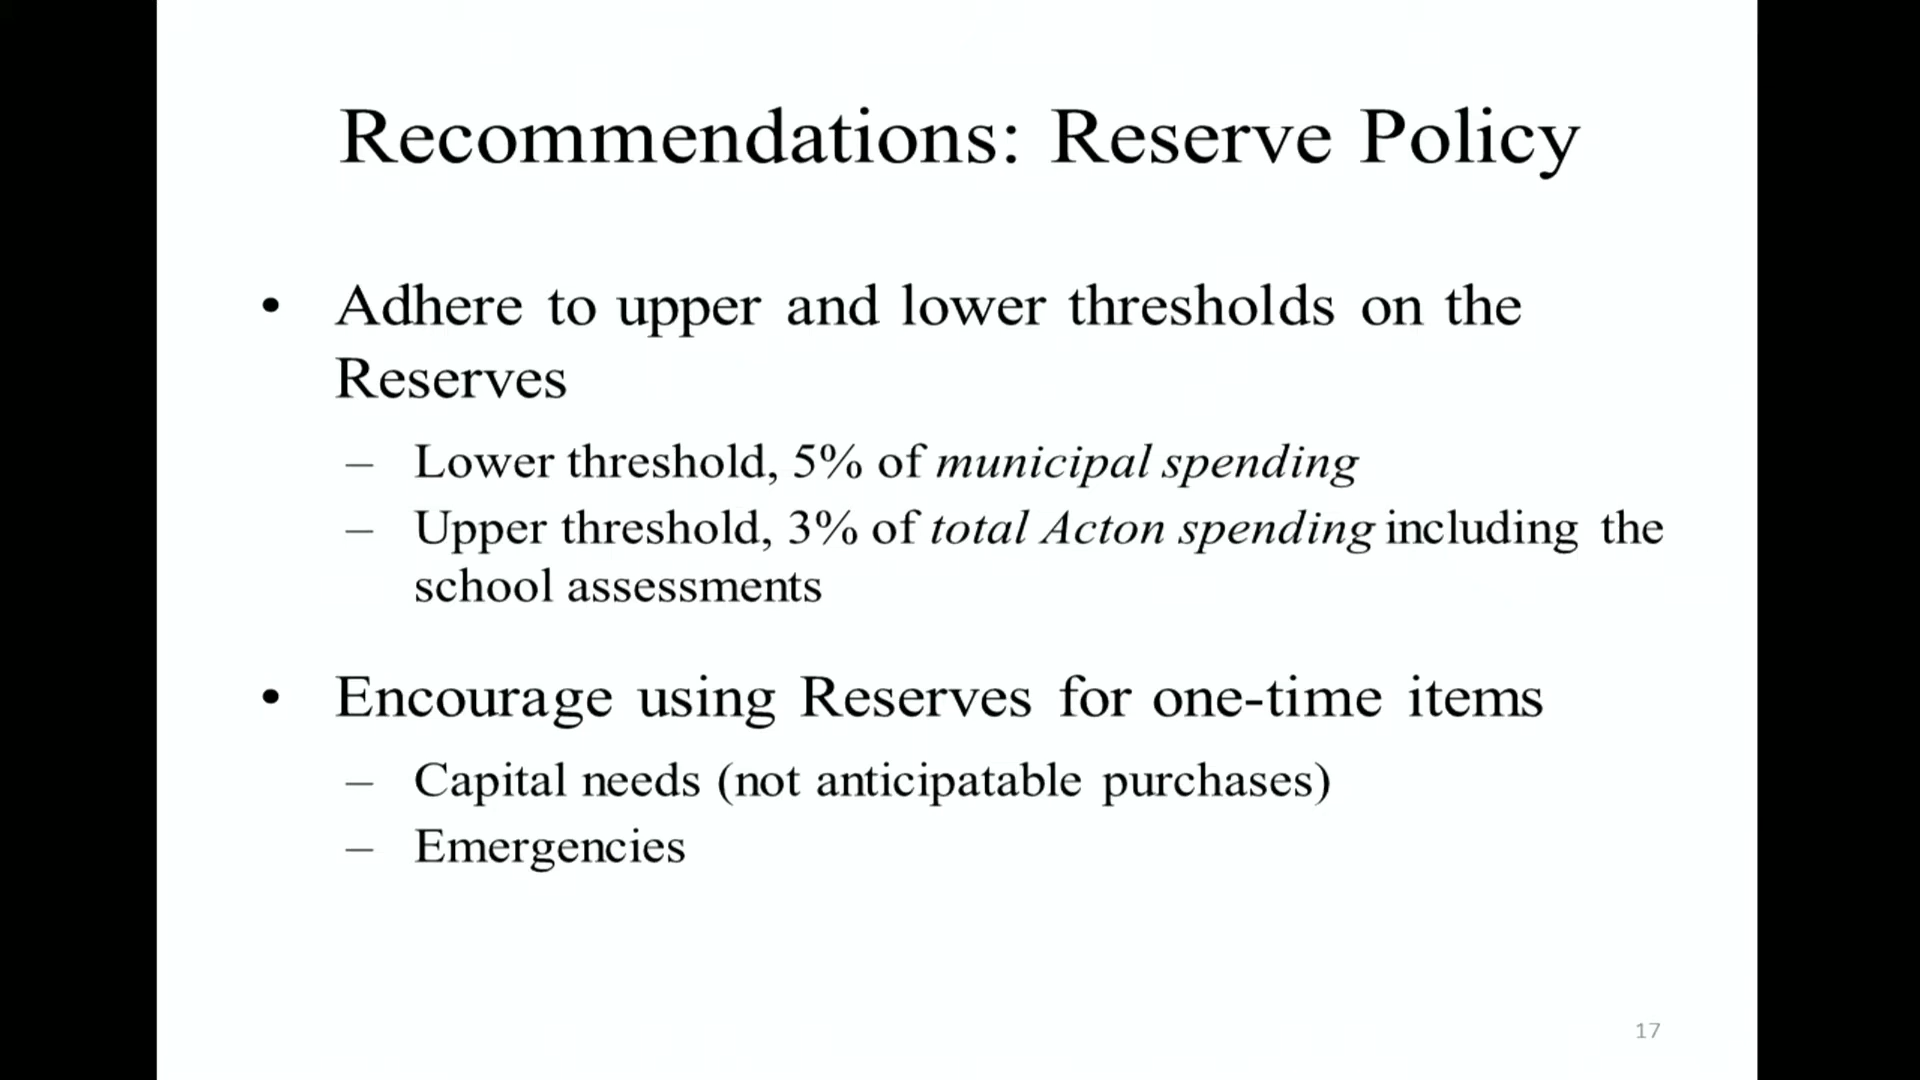 Recommendations: Reserve Policy
• Adhere to upper and lower thresholds on the
Reserves
– Lower threshold, 5% of municipal spending
– Upper threshold, 3% of total Acton spending including the
school assessments
• Encourage using Reserves for one-time items
– Capital needs (not anticipatable purchases)
– Emergencies
17